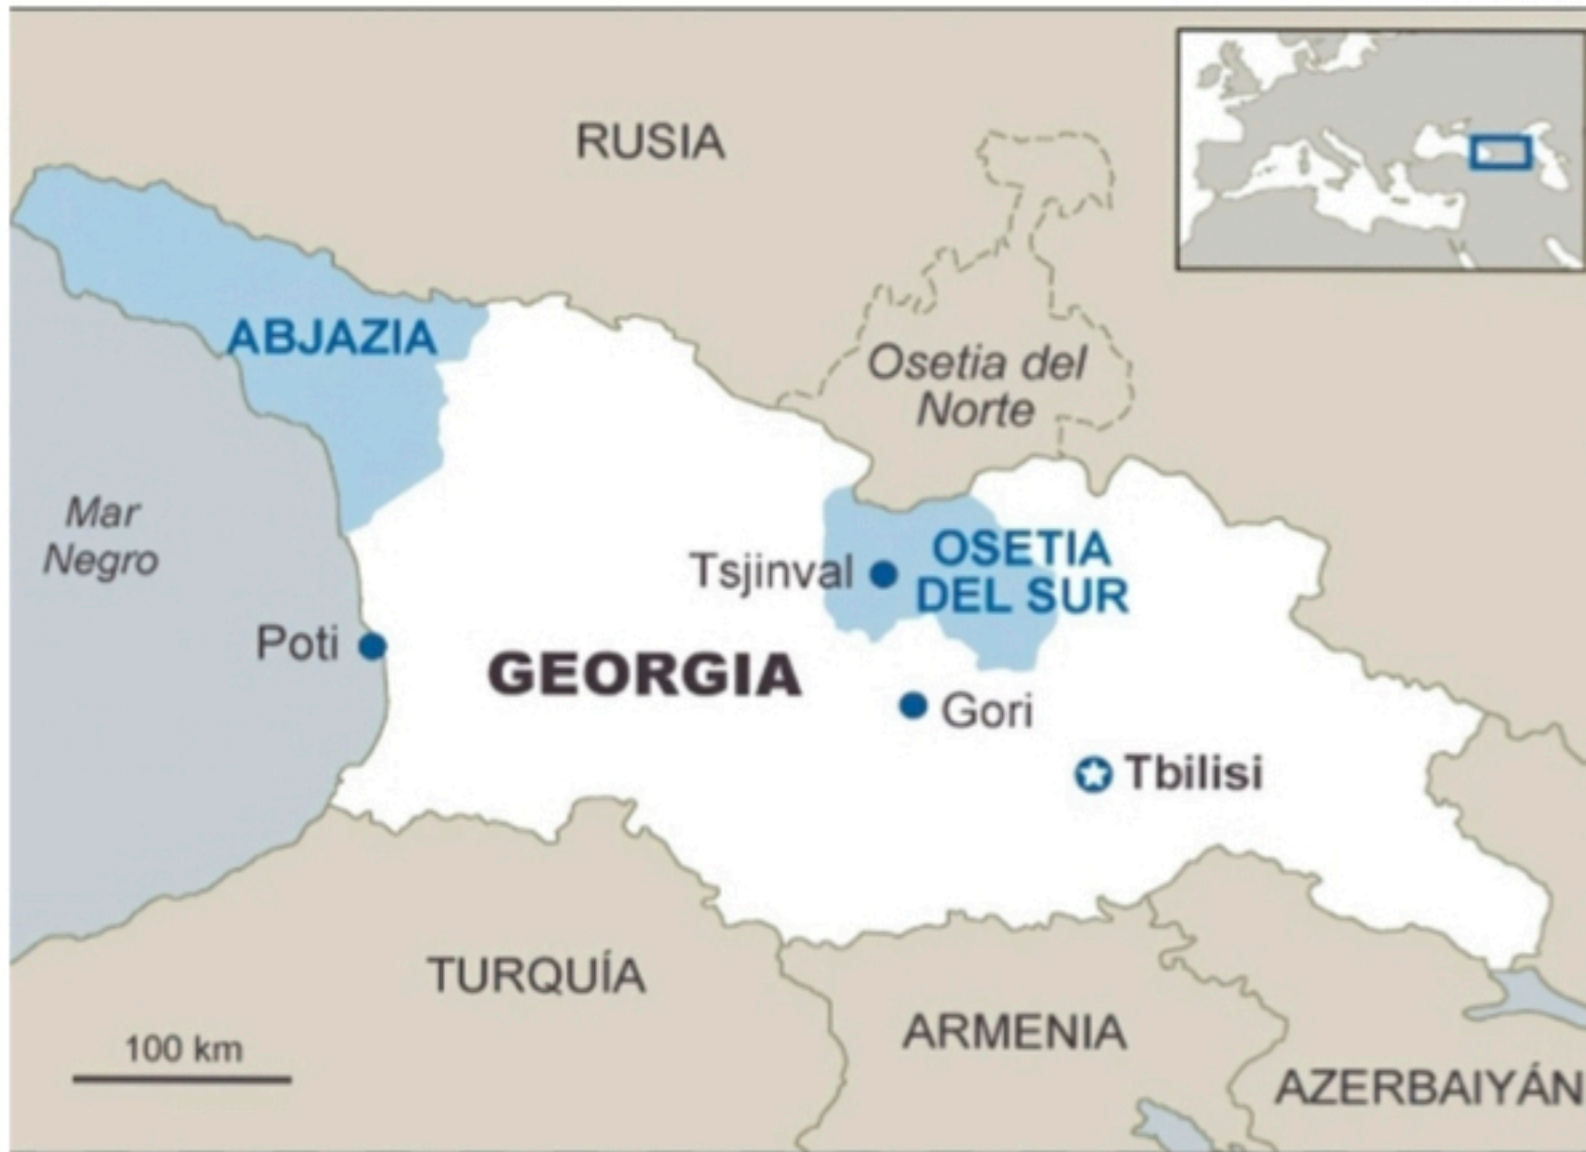 RUSIA
ABJAZIA
Osetia del
Norte
Mar
Negro
OSETIA
DEL SUR
Tsjinval
Poti
GEORGIA
Gori
Tbilisi
TURQUÍA
ARMENIA
100 km
AZERBAIYÁN